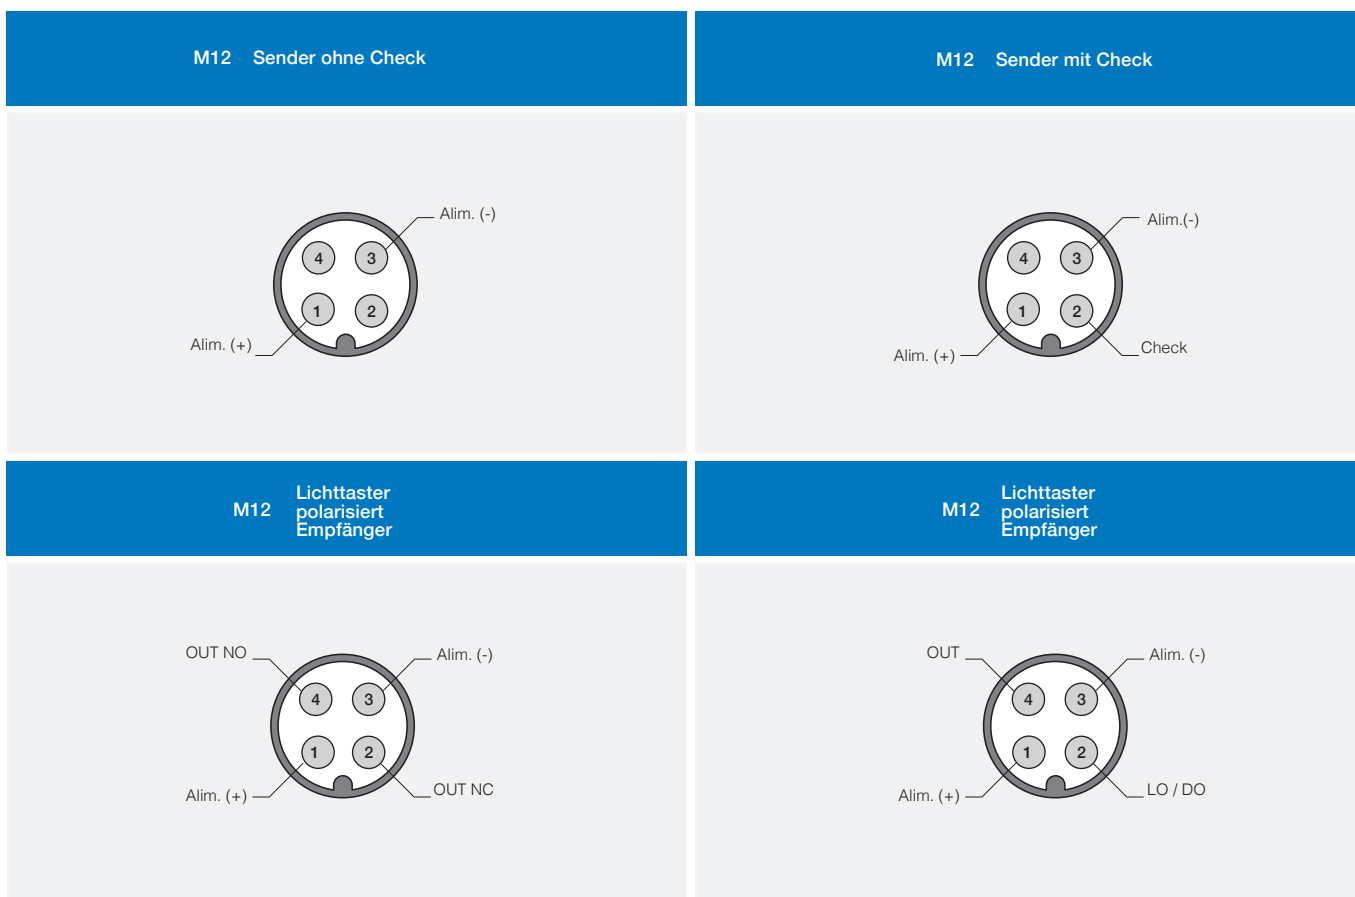 M12 Sender ohne Check
M12 Sender mit Check
Alim. (-)
4 3
1 2
Alim. (+)
Alim.(-)
4 3
1 2
Alim. (+)
Check
M12 Lichttaster
polarisiert
Empfänger
M12 Lichttaster
polarisiert
Empfänger
OUT NO
Alim. (-)
4 3
1 2
Alim. (+)
OUT NC
OUT
Alim. (-)
4 3
1 2
Alim. (+)
LO / DO